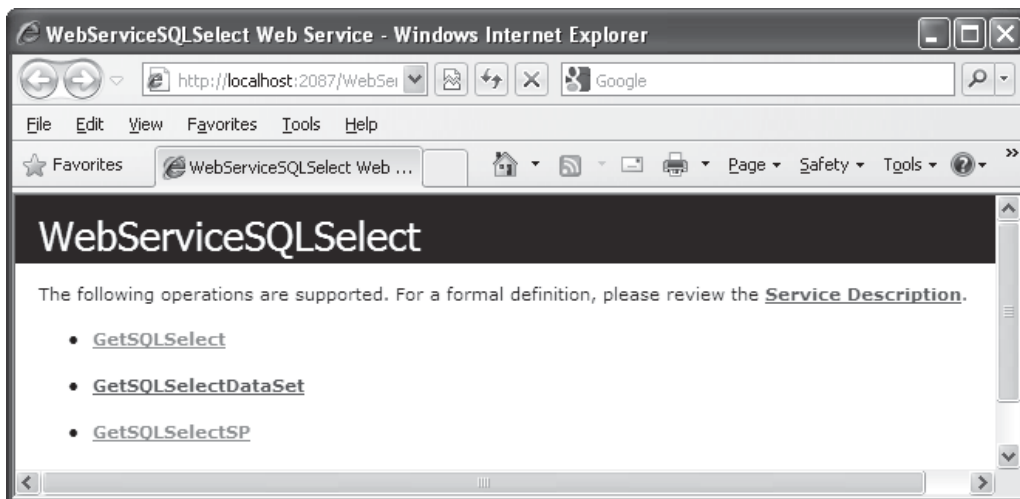 WebServiceSQLSelect Web Service - Windows Internet Explorer
http://localhost:2087/WebSer
Google
File Edit View Favorites Tools Help
Favorites
WebServiceSQLSelect Web ...
Page Safety Tools
WebServiceSQLSelect
The following operations are supported. For a formal definition, please review the Service Description.
• GetSQLSelect
• GetSQLSelectDataSet
• GetSQLSelectSP